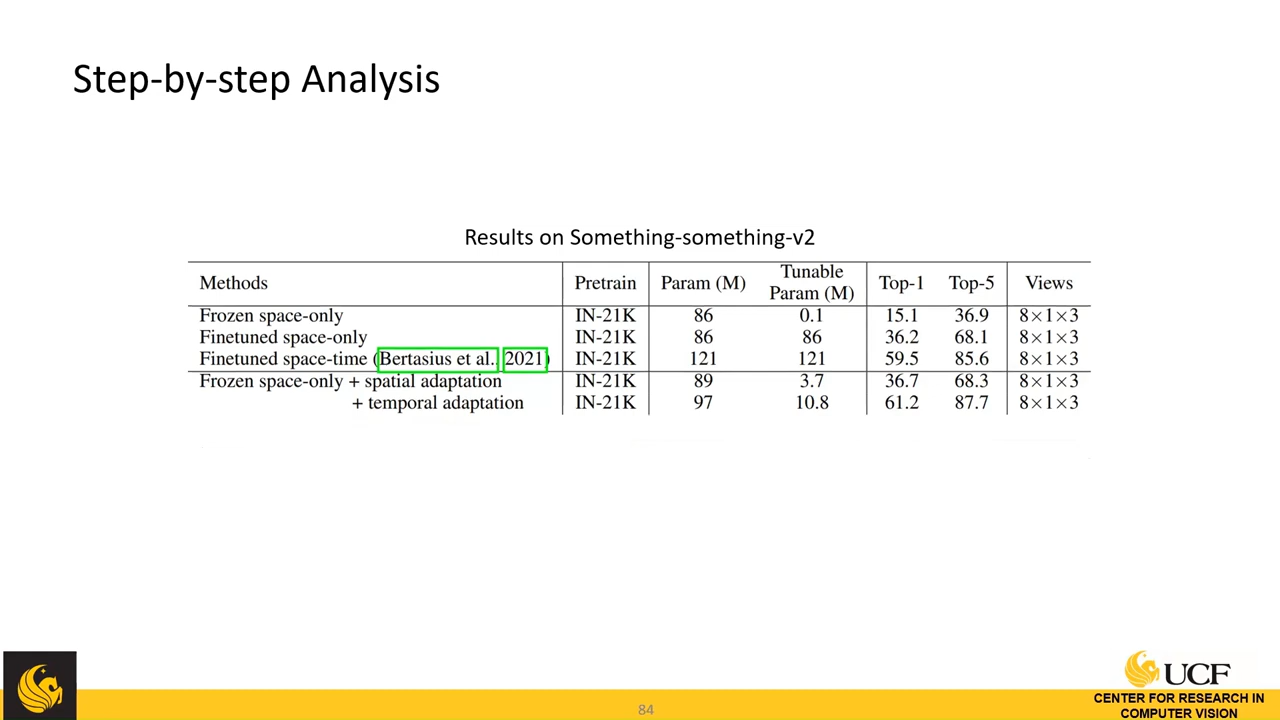 Step-by-step Analysis
Results on Something-something-v2
Methods Pretrain Param (M) Tunable Param (M) Top-1 Top-5 Views
Frozen space-only IN-21K 86 0.1 15.1 36.9 8×1×3
Finetuned space-only IN-21K 86 86 36.2 68.1 8×1×3
Finetuned space-time (Bertasius et al., 2021) IN-21K 121 121 59.5 85.6 8×1×3
Frozen space-only + spatial adaptation IN-21K 89 3.7 36.7 68.3 8×1×3
+ temporal adaptation IN-21K 97 10.8 61.2 87.7 8×1×3
84
UCF
CENTER FOR RESEARCH IN
COMPUTER VISION